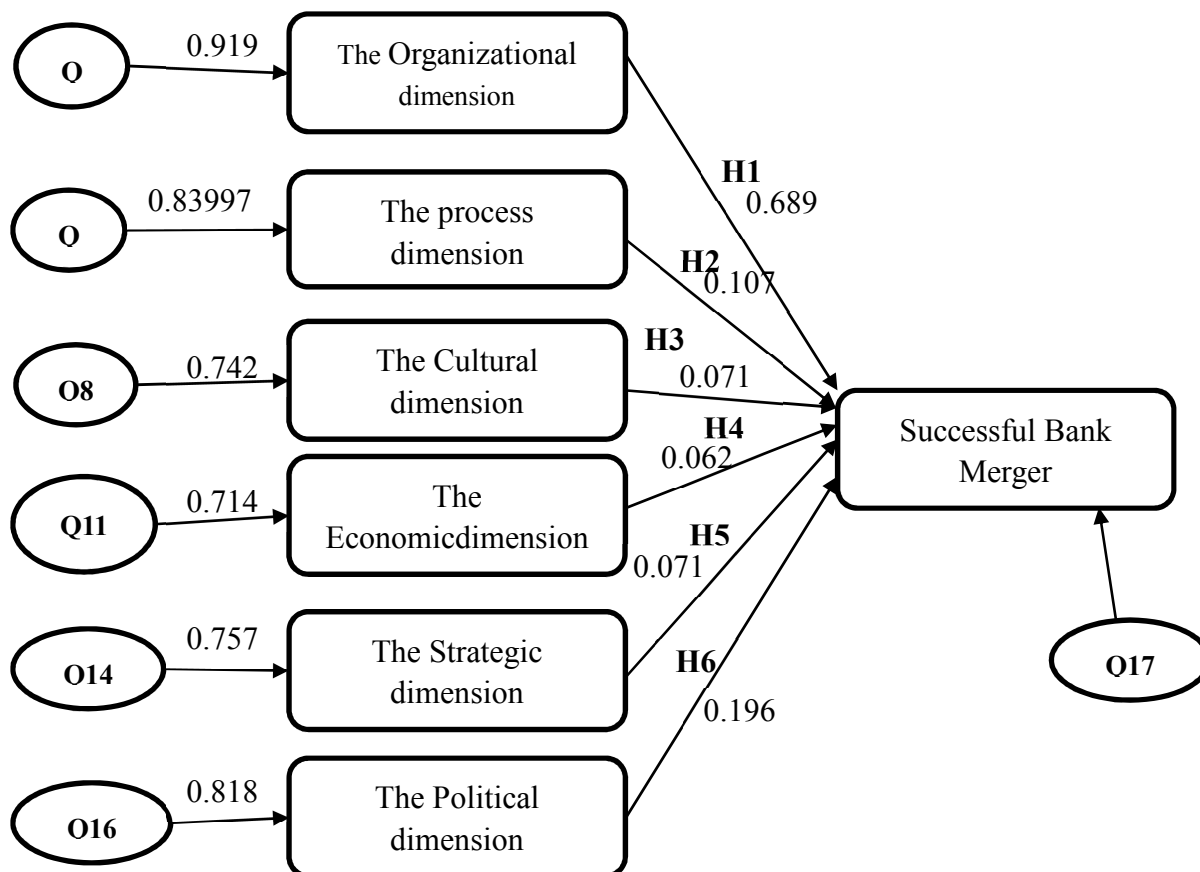 0.919
Q
The Organizational
dimension
H1
0.689
0.83997
Q
The process
dimension
H2
0.107
0.742
O8
The Cultural
dimension
H3
0.071
Successful Bank
Merger
0.714
Q11
The
Economicdimension
H4
0.062
0.757
O14
The Strategic
dimension
H5
0.071
Q17
0.818
O16
The Political
dimension
H6
0.196